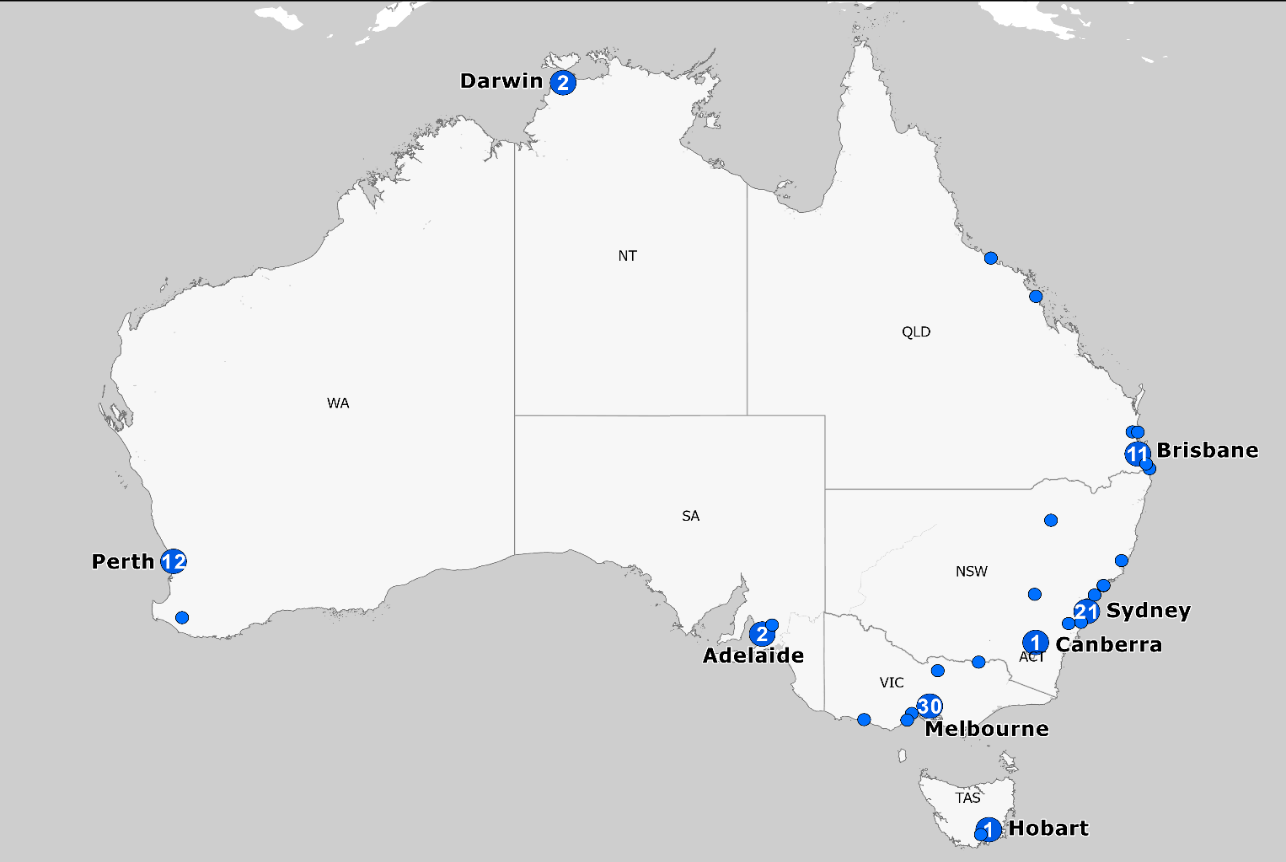 Darwin 2
NT
QLD
WA
Brisbane
11
SA
Perth 12
NSW
21 Sydney
2
1 Canberra
Adelaide
ACT
VIC
30
Melbourne
TAS
1 Hobart